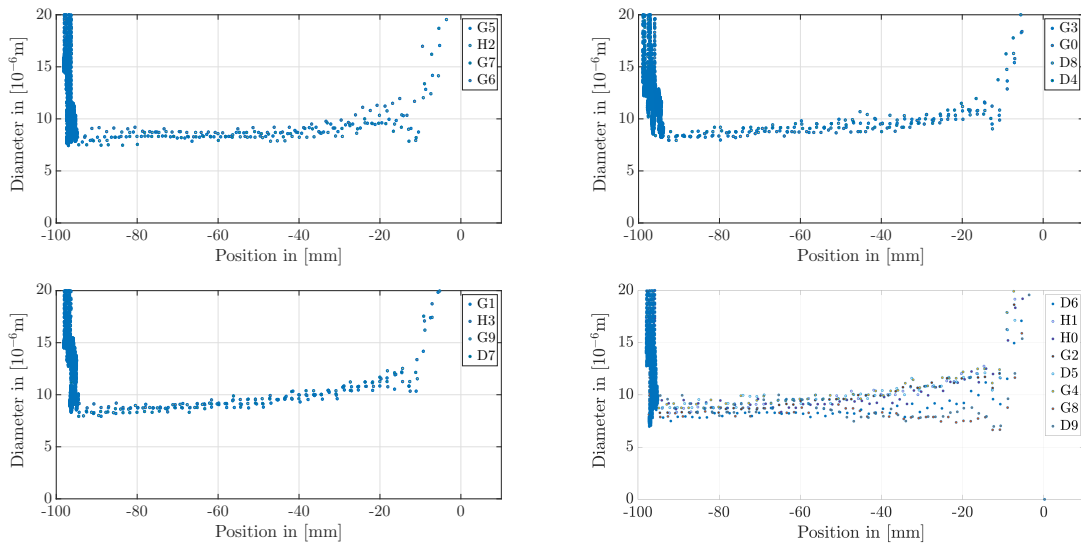 20
15
10
5
0
-100 -80 -60 -40 -20 0
Position in [mm]
Diameter in [10⁻⁶m]
G5
H2
G7
G6
20
15
10
5
0
-100 -80 -60 -40 -20 0
Position in [mm]
Diameter in [10⁻⁶m]
G3
G0
D8
D4
20
15
10
5
0
-100 -80 -60 -40 -20 0
Position in [mm]
Diameter in [10⁻⁶m]
G1
H3
G9
D7
20
15
10
5
0
-100 -80 -60 -40 -20 0
Position in [mm]
Diameter in [10⁻⁶m]
D6
H1
H0
G2
D5
G4
G8
D9